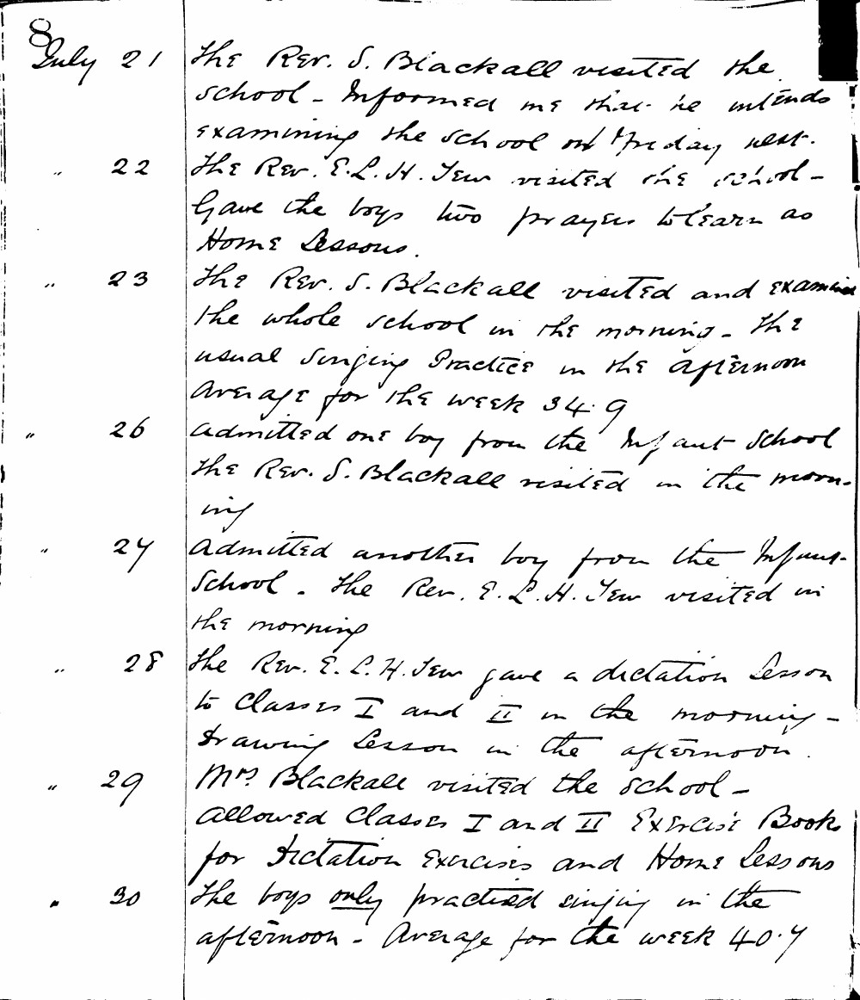 8
July 21 The Rev. S. Blackall visited the
school - Informed me that he intends
examining the school on Friday next.
" 22 The Rev. E. L. H. Tew visited the school -
Gave the boys two prayers to learn as
Home Lessons.
" 23 The Rev. S. Blackall visited and examined
the whole school in the morning - The
usual Singing Practice in the afternoon
Average for the week 34.9
" 26 Admitted one boy from the Infant School
The Rev. S. Blackall visited in the morn-
ing
" 27 Admitted another boy from the Infant
School. The Rev. E. L. H. Tew visited in
the morning
" 28 The Rev. E. L. H. Tew gave a dictation Lesson
to Classes I and II in the morning -
Drawing Lesson in the afternoon.
" 29 Mrs. Blackall visited the School -
Allowed Classes I and II Exercise Books
for Dictation Exercises and Home Lessons
" 30 The boys only practised singing in the
afternoon - Average for the week 40.7